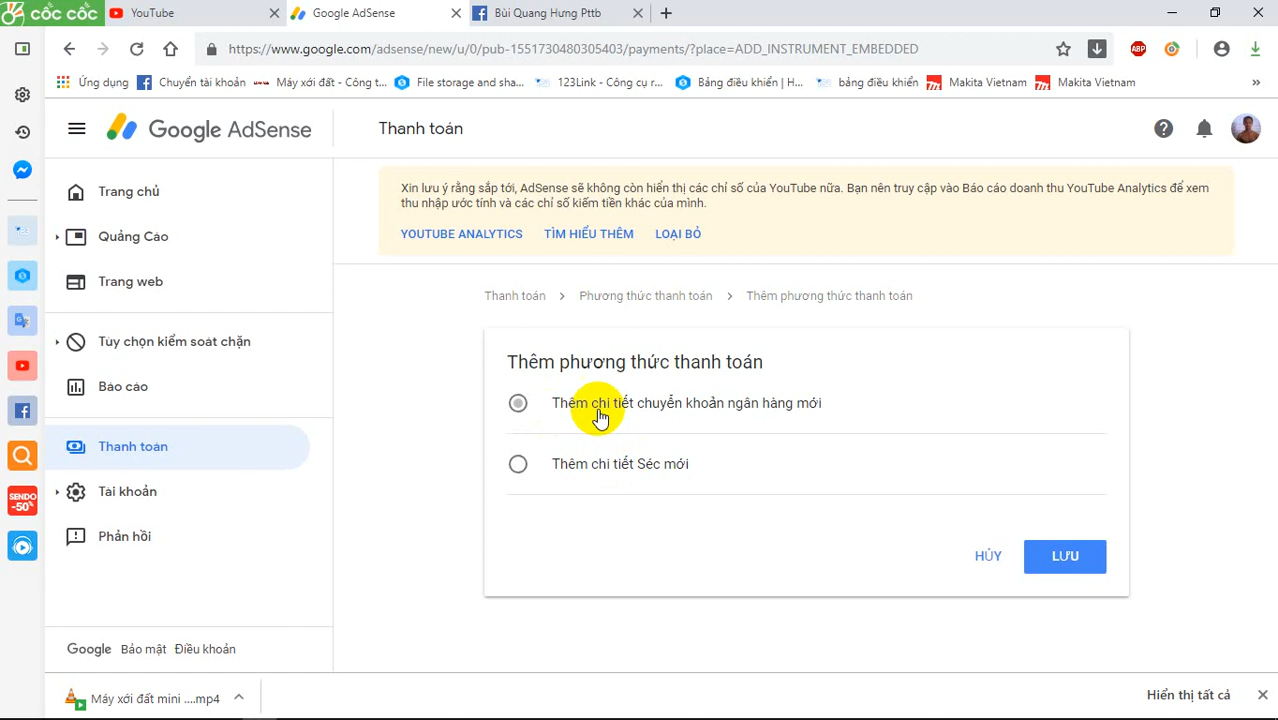 cốc cốc
YouTube
Google AdSense
Bùi Quang Hưng Pttb
https://www.google.com/adsense/new/u/0/pub-1551730480305403/payments/?place=ADD_INSTRUMENT_EMBEDDED
ABP
Ứng dụng
Chuyển tài khoản
Máy xới đất - Công t...
File storage and sha...
123Link - Công cụ r...
Bảng điều khiển | H...
bảng điều khiển
Makita Vietnam
Makita Vietnam
»
Google AdSense
Thanh toán
Trang chủ
Quảng Cáo
Trang web
Tùy chọn kiểm soát chặn
Báo cáo
Thanh toán
Tài khoản
Phản hồi
Google Bảo mật Điều khoản
SENDO
-50%
Xin lưu ý rằng sắp tới, AdSense sẽ không còn hiển thị các chỉ số của YouTube nữa. Bạn nên truy cập vào Báo cáo doanh thu YouTube Analytics để xem
thu nhập ước tính và các chỉ số kiếm tiền khác của mình.
YOUTUBE ANALYTICS TÌM HIỂU THÊM LOẠI BỎ
Thanh toán > Phương thức thanh toán > Thêm phương thức thanh toán
Thêm phương thức thanh toán
Thêm chi tiết chuyển khoản ngân hàng mới
Thêm chi tiết Séc mới
HỦY LƯU
Máy xới đất mini ....mp4
Hiển thị tất cả